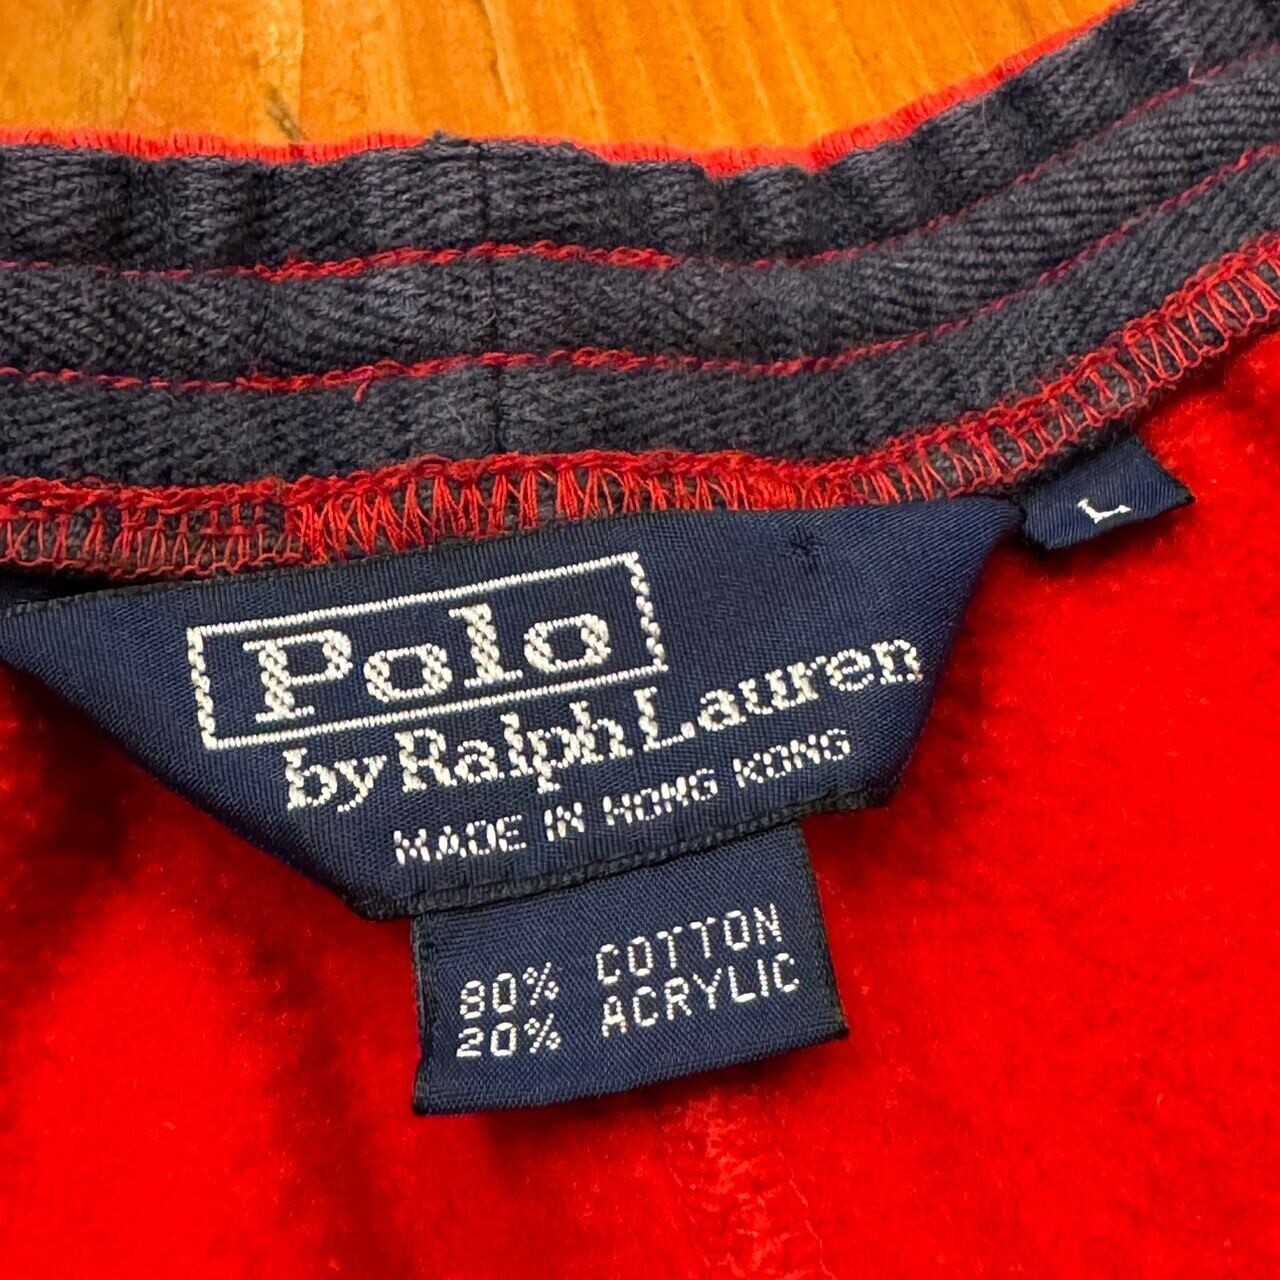 L
Polo
by Ralph Lauren
MADE IN HONG KONG
80% COTTON
20% ACRYLIC